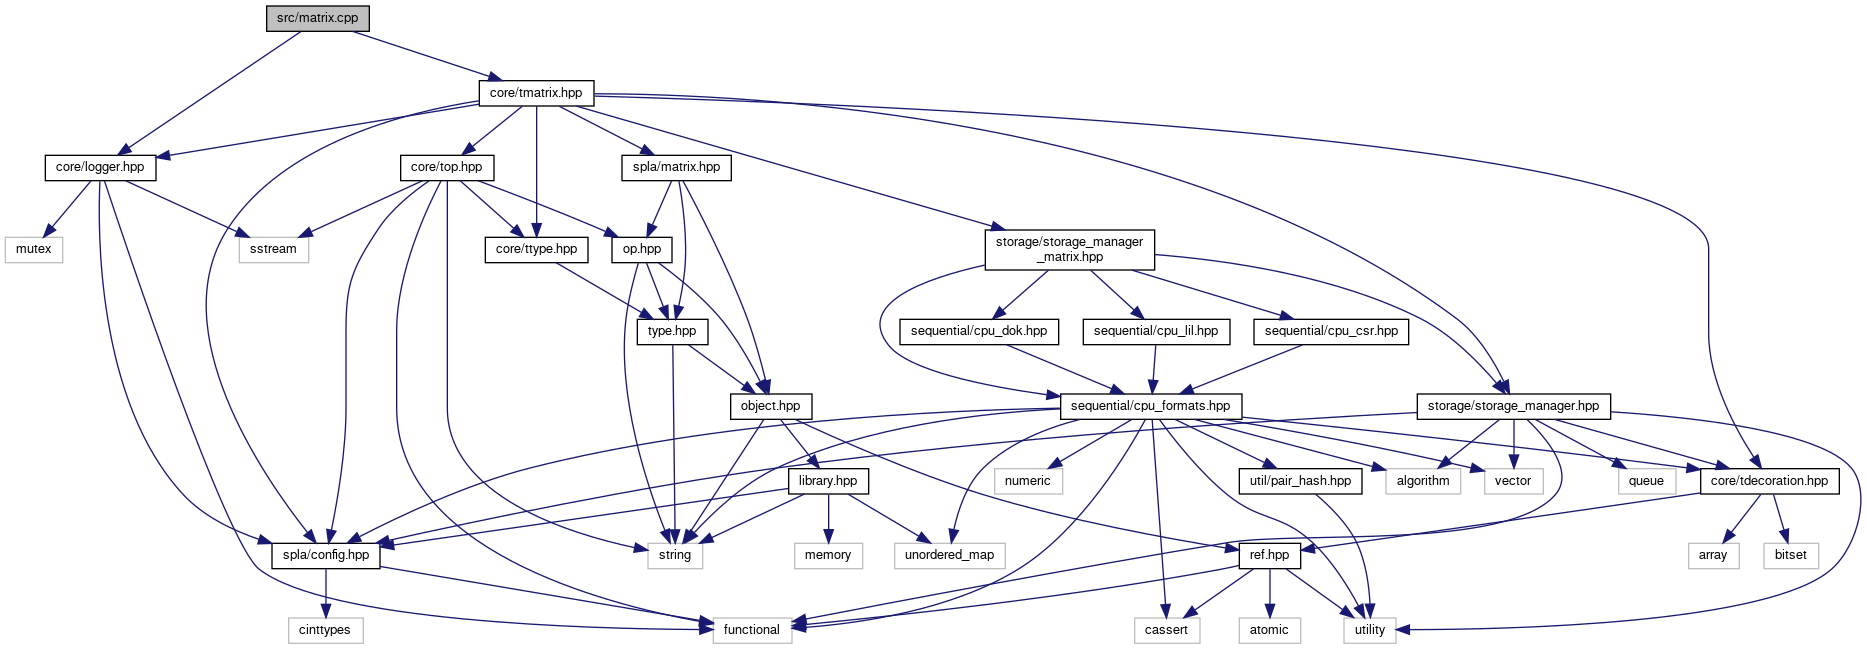 src/matrix.cpp
core/tmatrix.hpp
core/logger.hpp
core/top.hpp
spla/matrix.hpp
mutex
sstream
core/ttype.hpp
op.hpp
storage/storage_manager
_matrix.hpp
type.hpp
sequential/cpu_dok.hpp
sequential/cpu_lil.hpp
sequential/cpu_csr.hpp
object.hpp
sequential/cpu_formats.hpp
storage/storage_manager.hpp
library.hpp
numeric
util/pair_hash.hpp
algorithm
vector
queue
core/tdecoration.hpp
spla/config.hpp
string
memory
unordered_map
ref.hpp
array
bitset
cinttypes
functional
cassert
atomic
utility